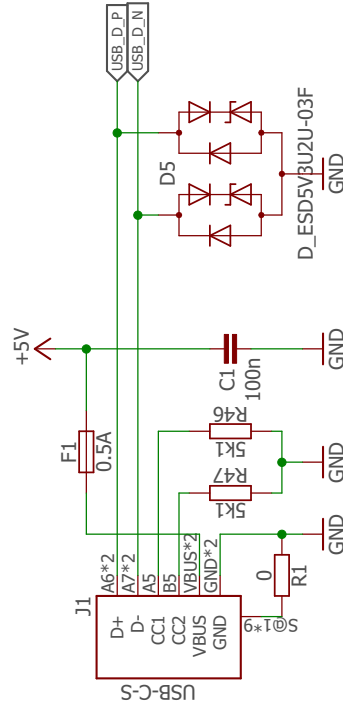 USB_D_P
USB_D_N
D5
D_ESD5V3U2U-03F
GND
+5V
C1
100n
GND
F1
0.5A
R46
5k1
R47
5k1
GND
GND
J1
A6*2
A7*2
A5
B5
VBUS*2
GND*2
D+
D-
CC1
CC2
VBUS
GND
S@1*9
0
R1
USB-C-S